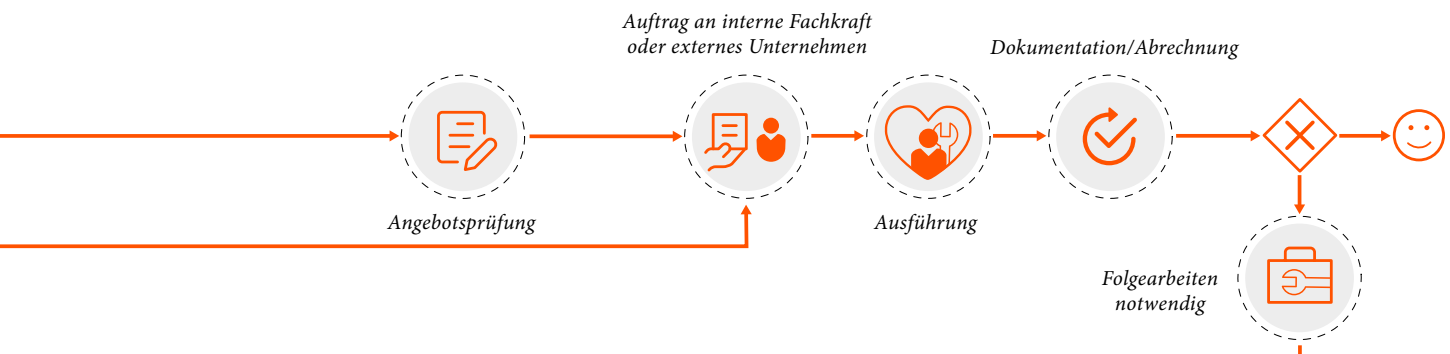 Auftrag an interne Fachkraft
oder externes Unternehmen
Dokumentation/Abrechnung
Angebotsprüfung
Ausführung
Folgearbeiten
notwendig